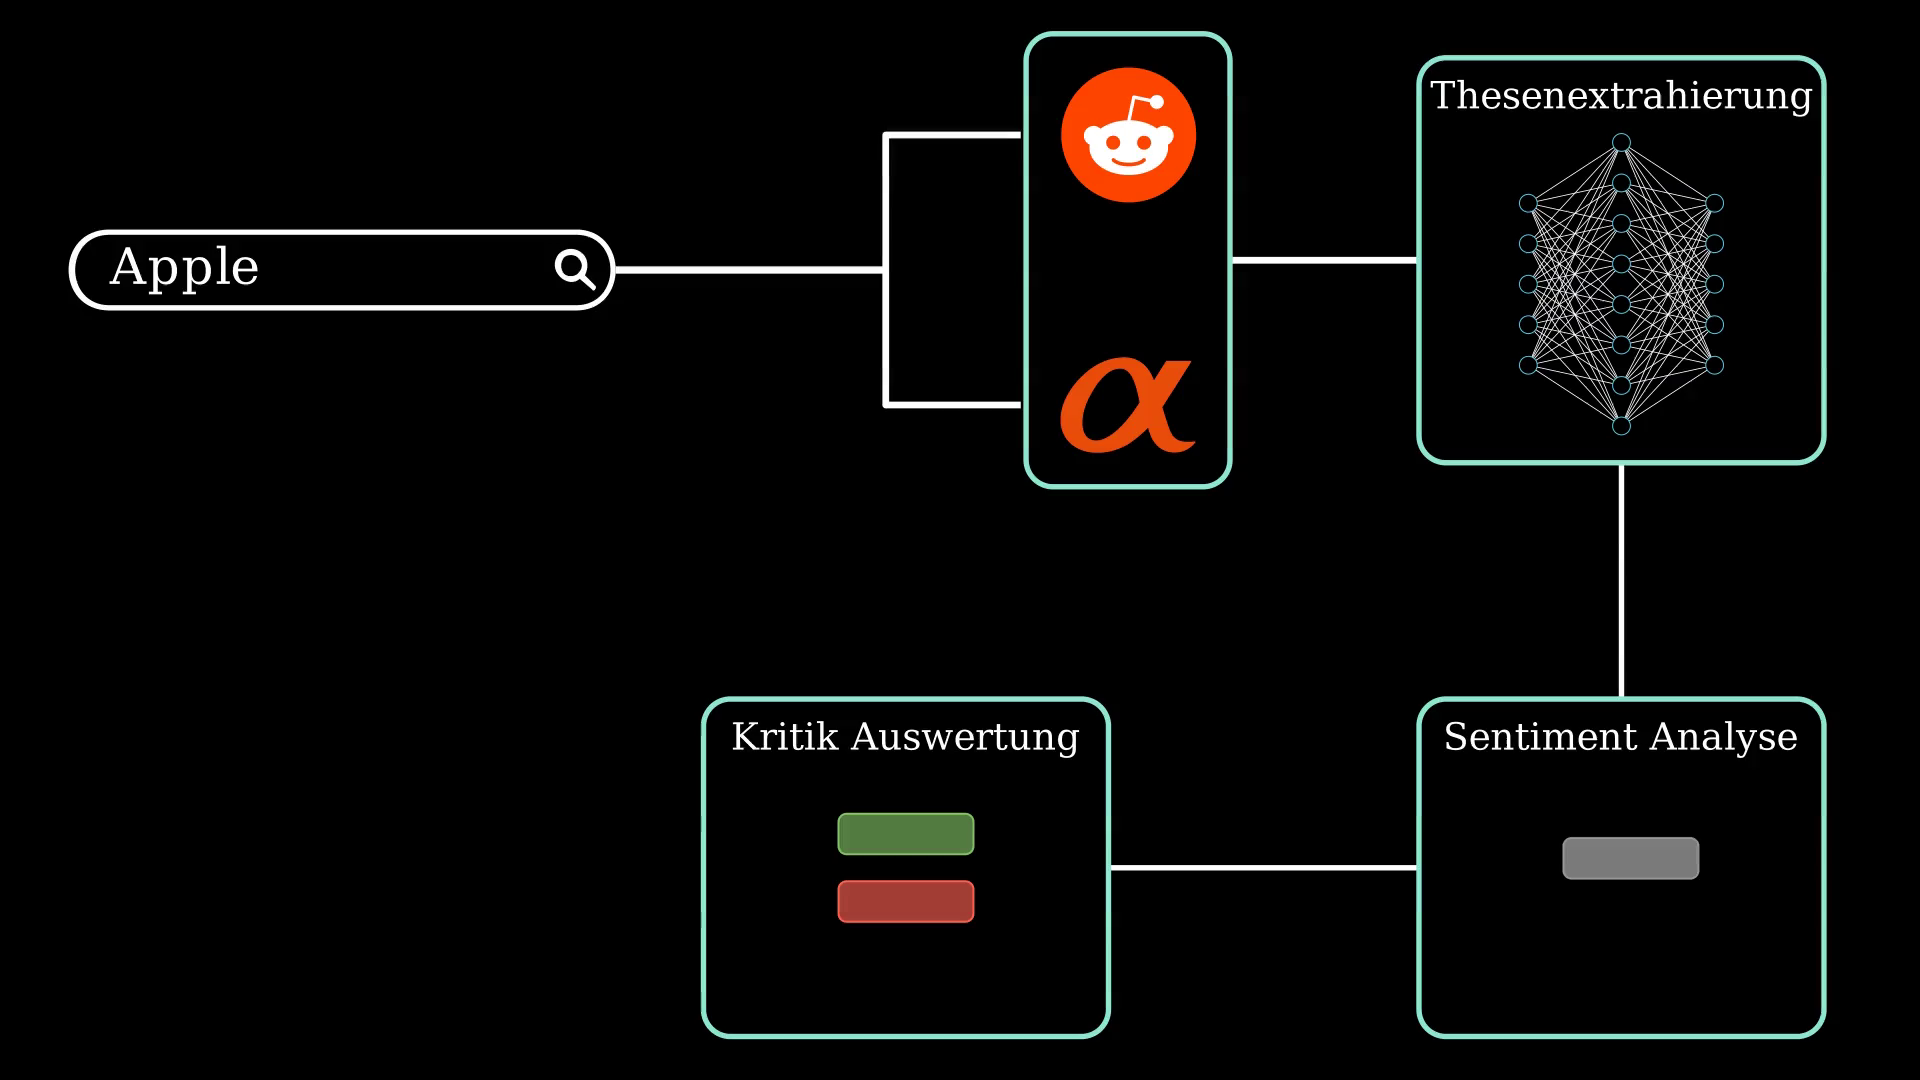 Apple
Thesenextrahierung
Kritik Auswertung
Sentiment Analyse